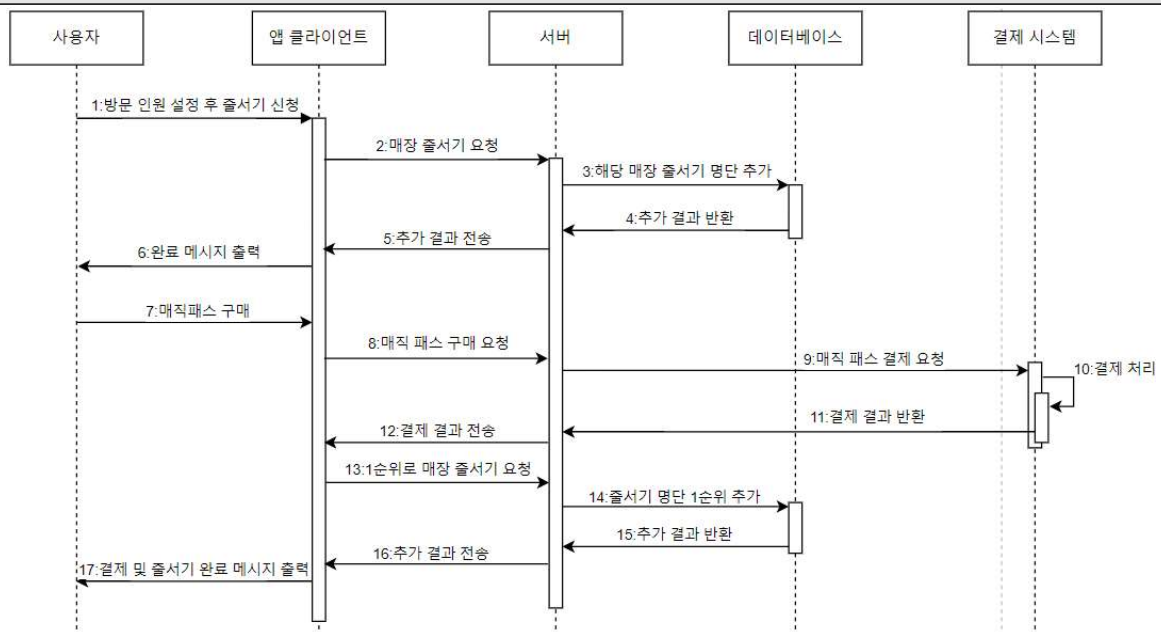 사용자
앱 클라이언트
서버
데이터베이스
결제 시스템
1:방문 인원 설정 후 줄서기 신청
2:매장 줄서기 요청
3:해당 매장 줄서기 명단 추가
4:추가 결과 반환
5:추가 결과 전송
6:완료 메시지 출력
7:매직패스 구매
8:매직 패스 구매 요청
9:매직 패스 결제 요청
10:결제 처리
11:결제 결과 반환
12:결제 결과 전송
13:1순위로 매장 줄서기 요청
14:줄서기 명단 1순위 추가
15:추가 결과 반환
16:추가 결과 전송
17:결제 및 줄서기 완료 메시지 출력